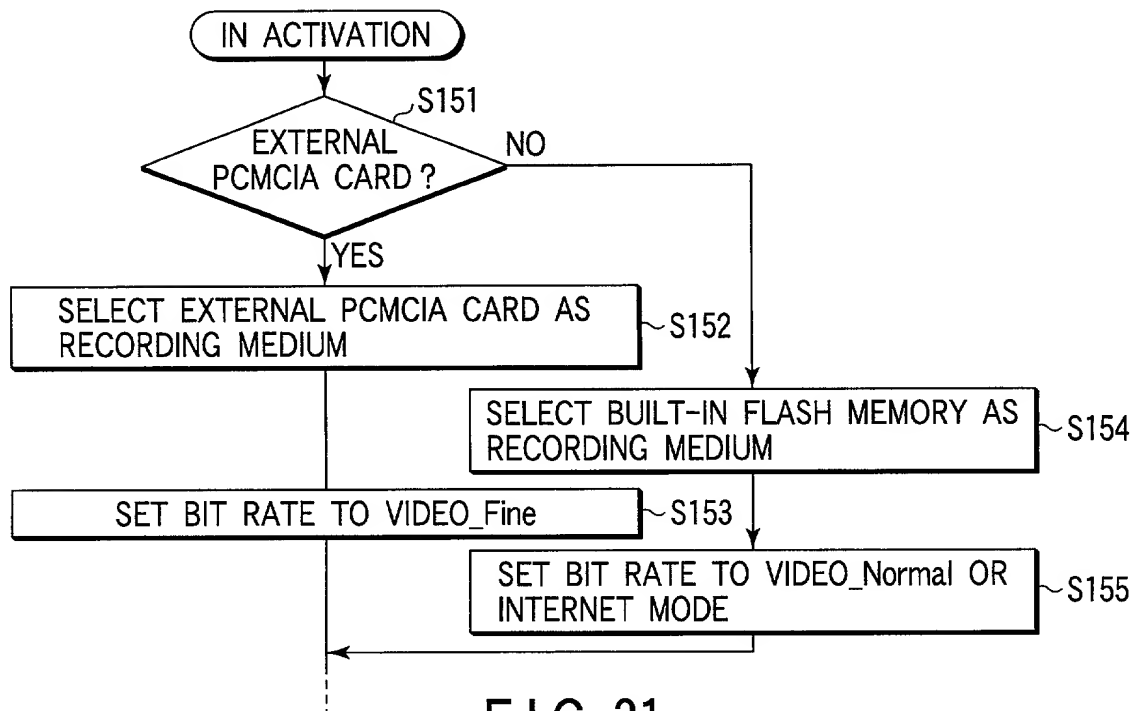 IN ACTIVATION
S151
EXTERNAL
PCMCIA CARD ?
NO
YES
SELECT EXTERNAL PCMCIA CARD AS
RECORDING MEDIUM
S152
SELECT BUILT-IN FLASH MEMORY AS
RECORDING MEDIUM
S154
SET BIT RATE TO VIDEO_Fine
S153
SET BIT RATE TO VIDEO_Normal OR
INTERNET MODE
S155